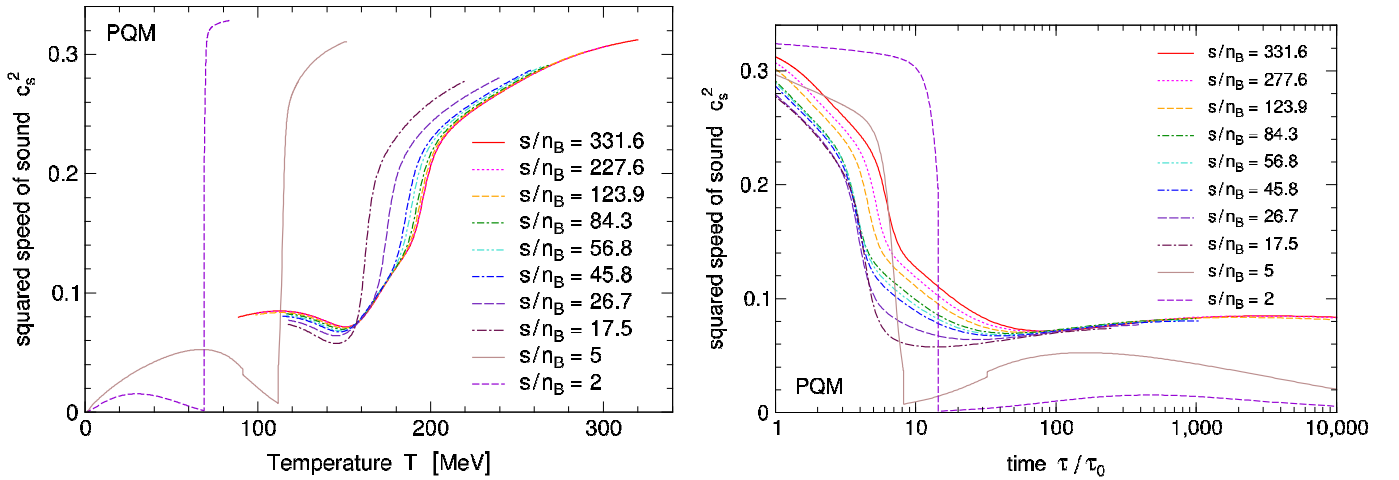 PQM
squared speed of sound c_s^2
0.3
0.2
0.1
0
0 100 200 300
Temperature T [MeV]
s/n_B = 331.6
s/n_B = 227.6
s/n_B = 123.9
s/n_B = 84.3
s/n_B = 56.8
s/n_B = 45.8
s/n_B = 26.7
s/n_B = 17.5
s/n_B = 5
s/n_B = 2
squared speed of sound c_s^2
0.3
0.2
0.1
0
PQM
1 10 100 1,000 10,000
time τ/τ_0
s/n_B = 331.6
s/n_B = 277.6
s/n_B = 123.9
s/n_B = 84.3
s/n_B = 56.8
s/n_B = 45.8
s/n_B = 26.7
s/n_B = 17.5
s/n_B = 5
s/n_B = 2